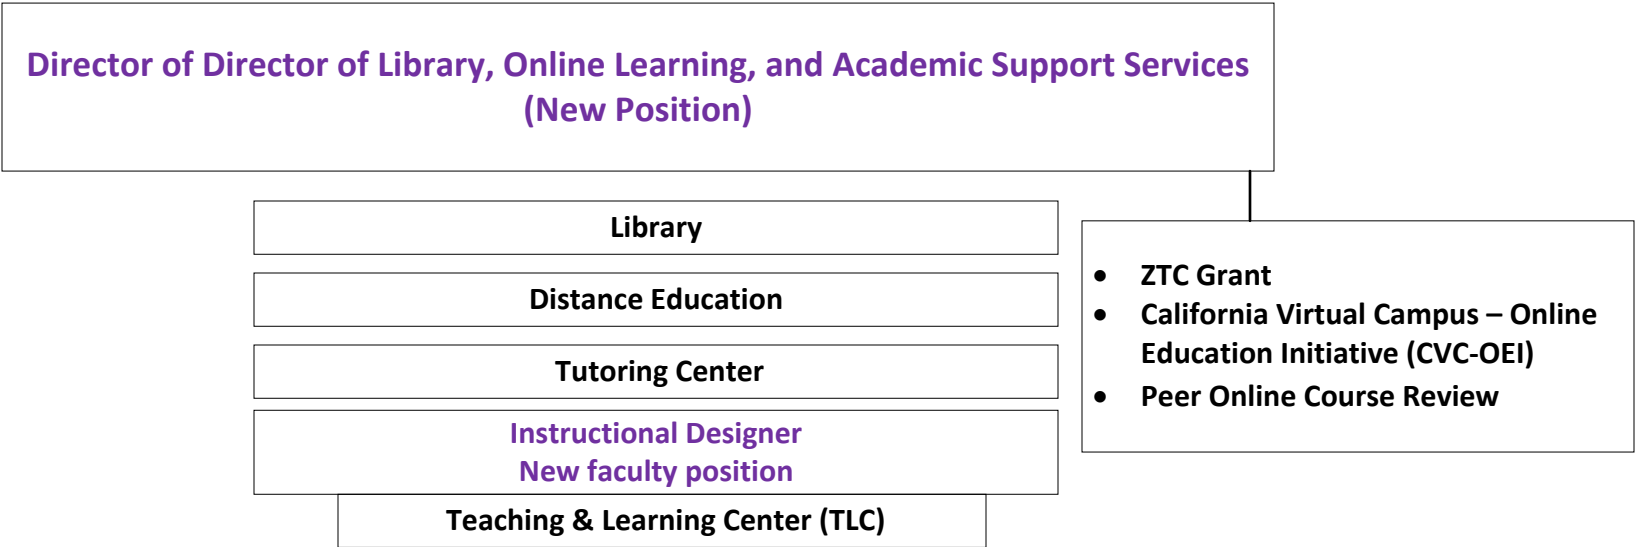 Director of Director of Library, Online Learning, and Academic Support Services
(New Position)
Library
Distance Education
Tutoring Center
Instructional Designer
New faculty position
Teaching & Learning Center (TLC)
• ZTC Grant
• California Virtual Campus – Online
Education Initiative (CVC-OEI)
• Peer Online Course Review